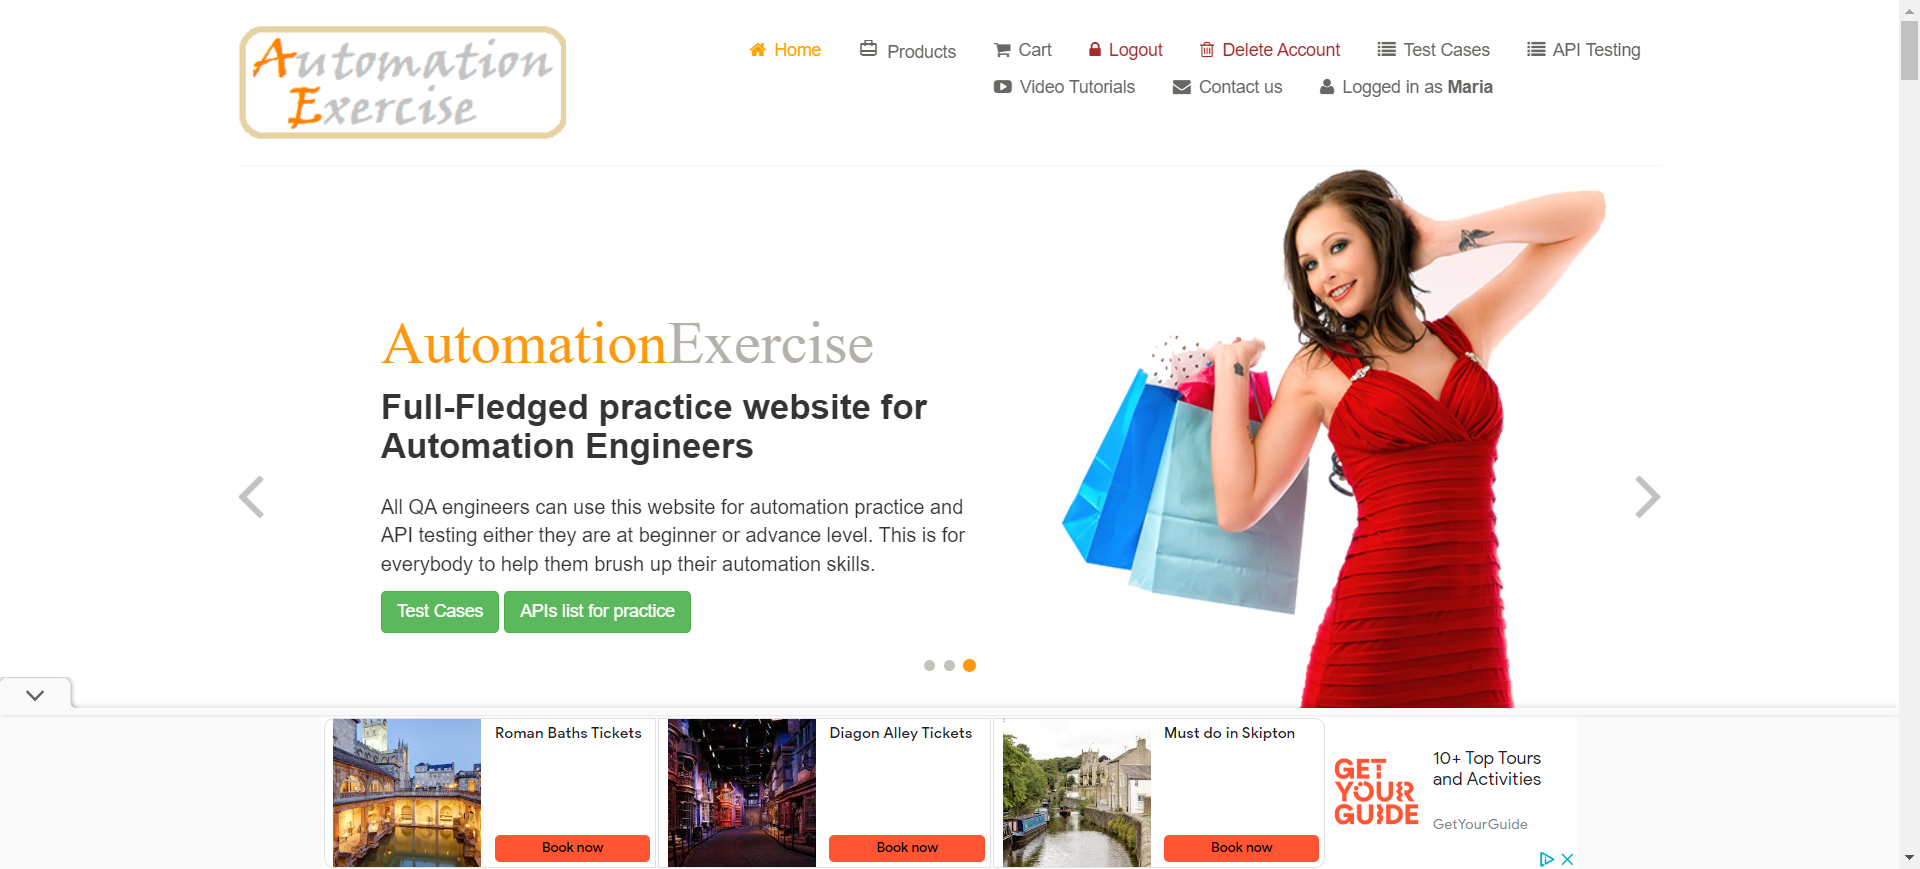 Automation
Exercise
Home
Products
Cart
Logout
Delete Account
Test Cases
API Testing
Video Tutorials
Contact us
Logged in as Maria
AutomationExercise
Full-Fledged practice website for
Automation Engineers
All QA engineers can use this website for automation practice and
API testing either they are at beginner or advance level. This is for
everybody to help them brush up their automation skills.
Test Cases
APIs list for practice
Roman Baths Tickets
Book now
Diagon Alley Tickets
Book now
Must do in Skipton
Book now
GET
YOUR
GUIDE
10+ Top Tours
and Activities
GetYourGuide